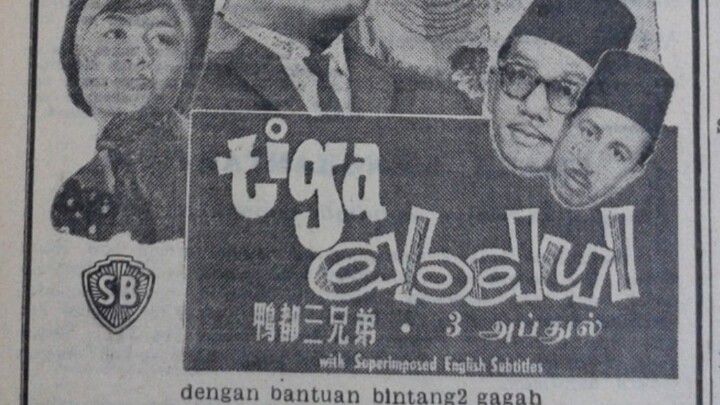 tiga
abdul
SB
鴨都三兄弟 • 3 அப்துல்
with Superimposed English Subtitles
dengan bantuan bintang2 gagah